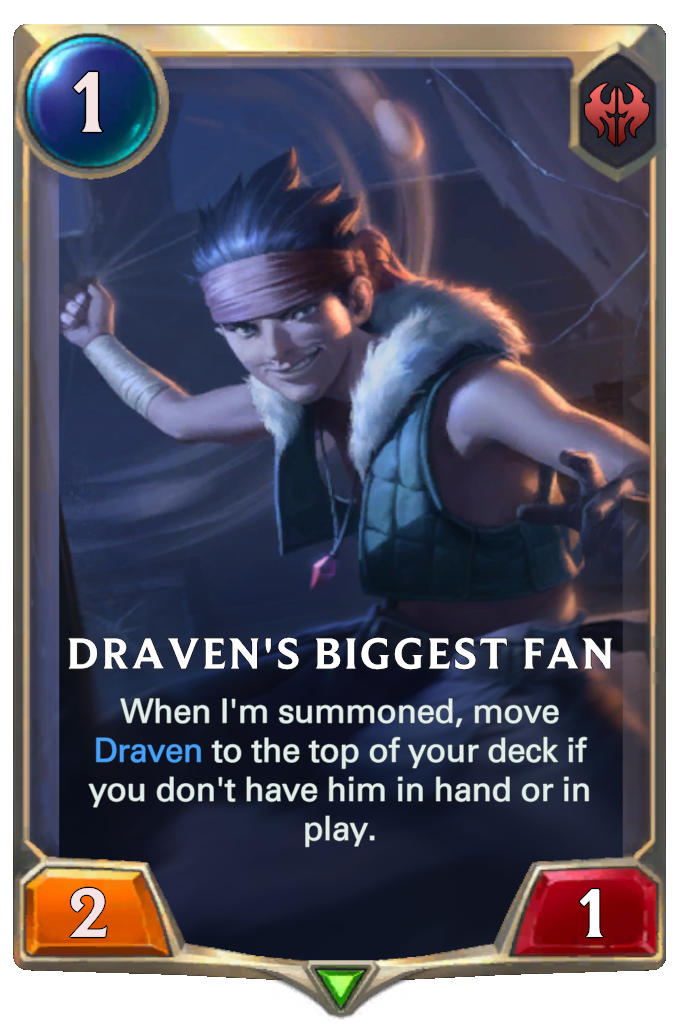 1
DRAVEN'S BIGGEST FAN
When I'm summoned, move
Draven to the top of your deck if
you don't have him in hand or in
play.
2
1